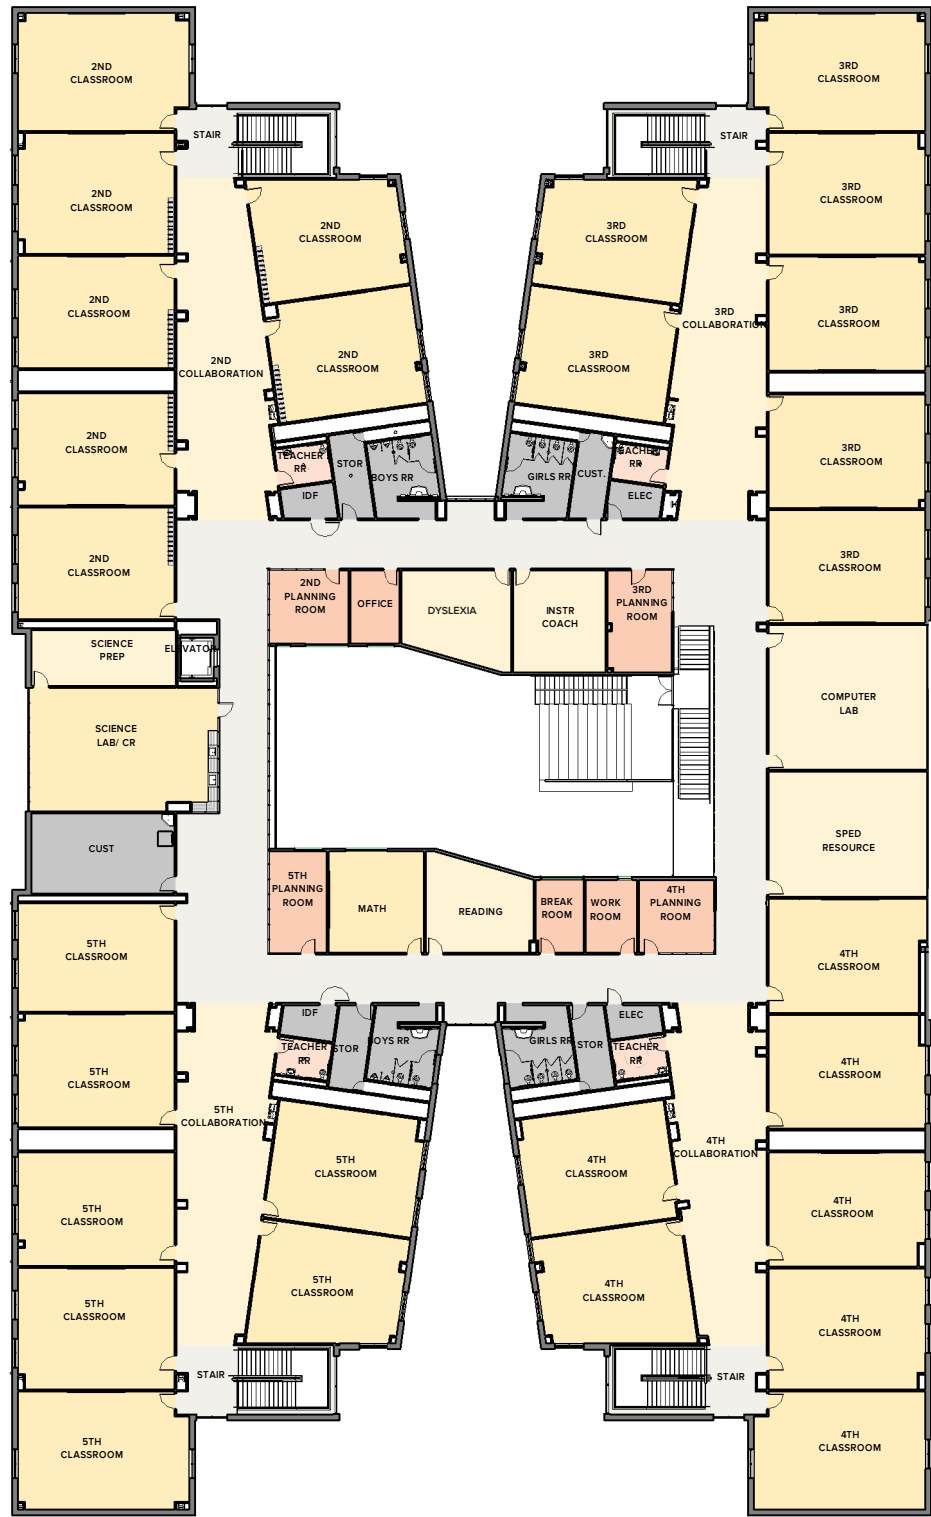 2ND
CLASSROOM
3RD
CLASSROOM
STAIR
STAIR
2ND
CLASSROOM
3RD
CLASSROOM
2ND
CLASSROOM
3RD
CLASSROOM
2ND
CLASSROOM
3RD
COLLABORATION
3RD
CLASSROOM
2ND
COLLABORATION
2ND
CLASSROOM
3RD
CLASSROOM
2ND
CLASSROOM
3RD
CLASSROOM
TEACHER
RR
STOR
BOYS RR
GIRLS RR
CUST.
TEACHER
RR
IDF
ELEC
2ND
CLASSROOM
3RD
CLASSROOM
2ND
PLANNING
ROOM
OFFICE
DYSLEXIA
INSTR
COACH
3RD
PLANNING
ROOM
SCIENCE
PREP
ELEVATOR
COMPUTER
LAB
SCIENCE
LAB/ CR
CUST
SPED
RESOURCE
5TH
PLANNING
ROOM
MATH
READING
BREAK
ROOM
WORK
ROOM
4TH
PLANNING
ROOM
5TH
CLASSROOM
4TH
CLASSROOM
IDF
ELEC
TEACHER
RR
STOR
BOYS RR
GIRLS RR
STOR
TEACHER
RR
5TH
CLASSROOM
4TH
CLASSROOM
5TH
COLLABORATION
4TH
COLLABORATION
5TH
CLASSROOM
4TH
CLASSROOM
5TH
CLASSROOM
4TH
CLASSROOM
5TH
CLASSROOM
5TH
CLASSROOM
4TH
CLASSROOM
4TH
CLASSROOM
STAIR
STAIR
5TH
CLASSROOM
4TH
CLASSROOM